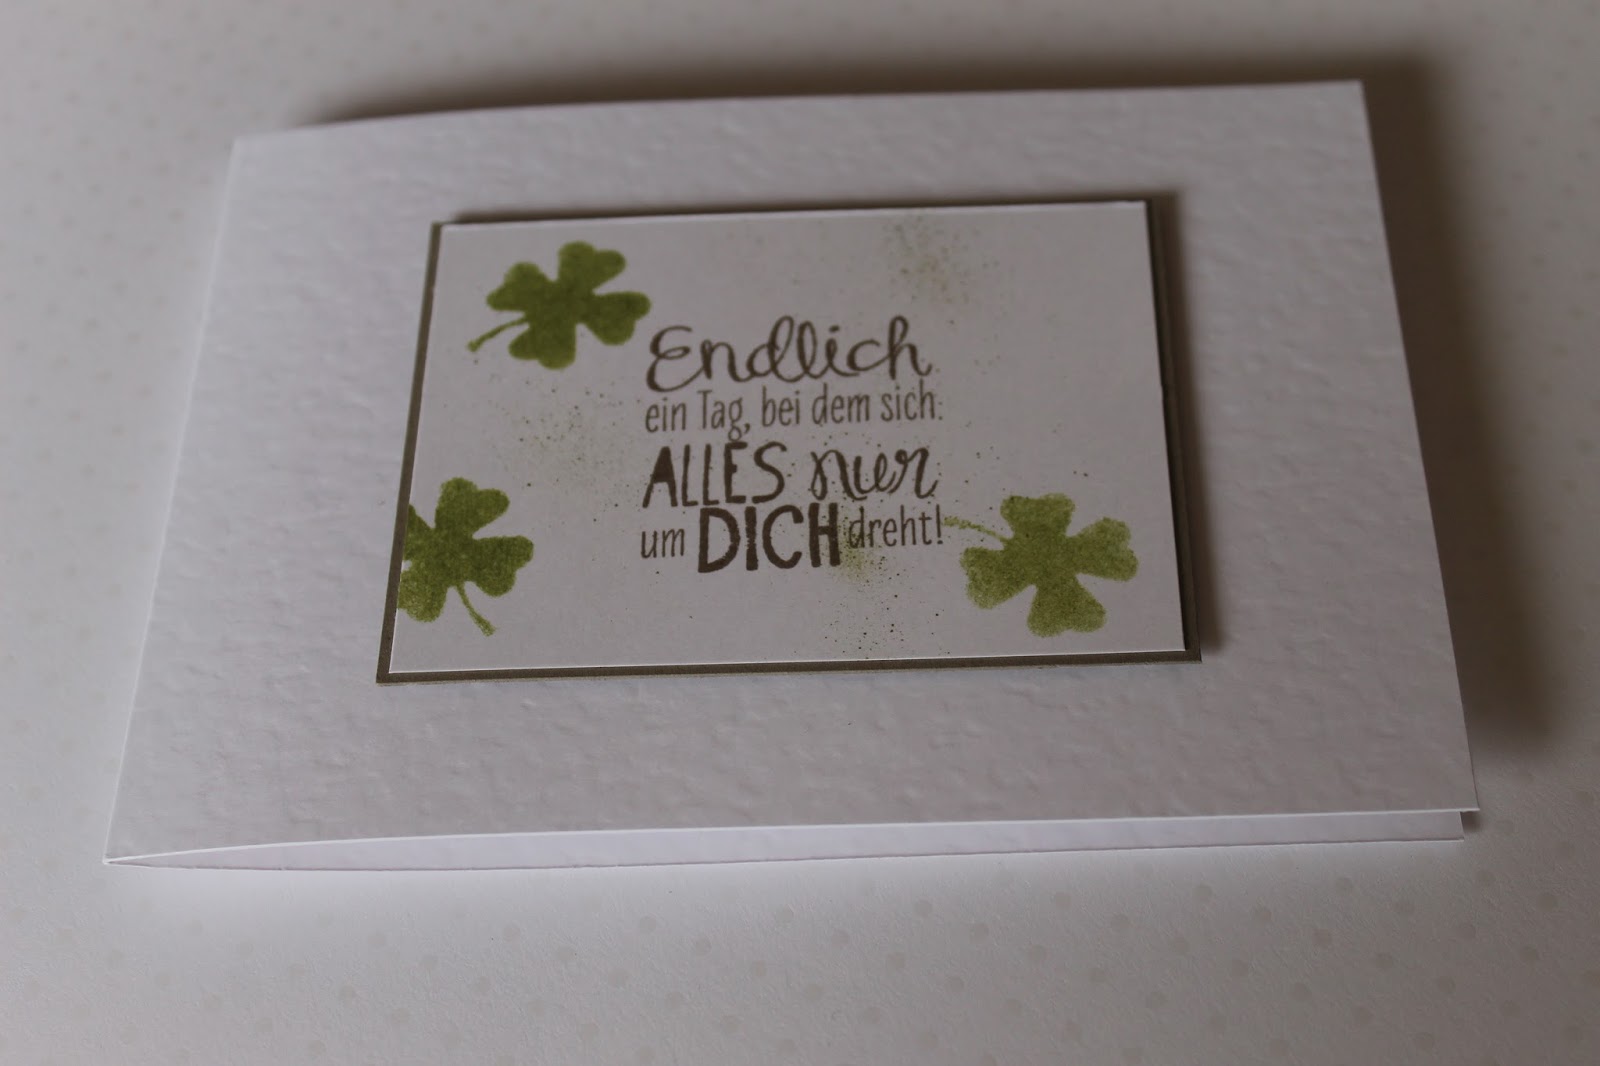 Endlich
ein Tag, bei dem sich
ALLES nur
um DICH dreht!